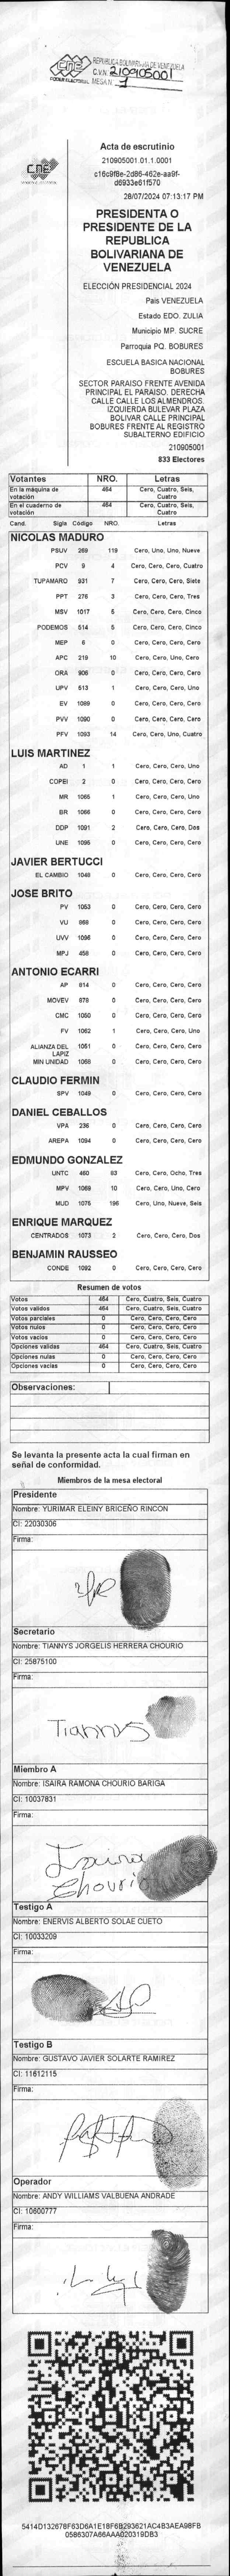 CNE
PODER ELECTORAL
REPUBLICA BOLIVARIANA DE VENEZUELA
C.V.N. 210905001
MESA N 1
CNE
Acta de escrutinio
210905001.01.1.0001
c16c9f8e-2d86-462e-aa9f-
d6933e61f570
28/07/2024 07:13:17 PM
PRESIDENTA O
PRESIDENTE DE LA
REPUBLICA
BOLIVARIANA DE
VENEZUELA
ELECCIÓN PRESIDENCIAL 2024
Pais VENEZUELA
Estado EDO. ZULIA
Municipio MP. SUCRE
Parroquia PQ. BOBURES
ESCUELA BASICA NACIONAL
BOBURES
SECTOR PARAISO FRENTE AVENIDA
PRINCIPAL EL PARAISO. DERECHA
CALLE CALLE LOS ALMENDROS.
IZQUIERDA BULEVAR PLAZA
BOLIVAR CALLE PRINCIPAL
BOBURES FRENTE AL REGISTRO
SUBALTERNO EDIFICIO
210905001
833 Electores
Votantes NRO. Letras
En la máquina de votación 464 Cero, Cuatro, Seis, Cuatro
En el cuaderno de votación 464 Cero, Cuatro, Seis, Cuatro
Cand. Sigla Código NRO. Letras
NICOLAS MADURO
PSUV 269 119 Cero, Uno, Uno, Nueve
PCV 9 4 Cero, Cero, Cero, Cuatro
TUPAMARO 931 7 Cero, Cero, Cero, Siete
PPT 276 3 Cero, Cero, Cero, Tres
MSV 1017 5 Cero, Cero, Cero, Cinco
PODEMOS 514 5 Cero, Cero, Cero, Cinco
MEP 6 0 Cero, Cero, Cero, Cero
APC 219 10 Cero, Cero, Uno, Cero
ORA 906 0 Cero, Cero, Cero, Cero
UPV 513 1 Cero, Cero, Cero, Uno
EV 1089 0 Cero, Cero, Cero, Cero
PVV 1090 0 Cero, Cero, Cero, Cero
PFV 1093 14 Cero, Cero, Uno, Cuatro
LUIS MARTINEZ
AD 1 1 Cero, Cero, Cero, Uno
COPEI 2 0 Cero, Cero, Cero, Cero
MR 1065 1 Cero, Cero, Cero, Uno
BR 1066 0 Cero, Cero, Cero, Cero
DDP 1091 2 Cero, Cero, Cero, Dos
UNE 1095 0 Cero, Cero, Cero, Cero
JAVIER BERTUCCI
EL CAMBIO 1048 0 Cero, Cero, Cero, Cero
JOSE BRITO
PV 1053 0 Cero, Cero, Cero, Cero
VU 868 0 Cero, Cero, Cero, Cero
UVV 1096 0 Cero, Cero, Cero, Cero
MPJ 458 0 Cero, Cero, Cero, Cero
ANTONIO ECARRI
AP 814 0 Cero, Cero, Cero, Cero
MOVEV 878 0 Cero, Cero, Cero, Cero
CMC 1050 0 Cero, Cero, Cero, Cero
FV 1062 1 Cero, Cero, Cero, Uno
ALIANZA DEL LAPIZ 1051 0 Cero, Cero, Cero, Cero
MIN UNIDAD 1068 0 Cero, Cero, Cero, Cero
CLAUDIO FERMIN
SPV 1049 0 Cero, Cero, Cero, Cero
DANIEL CEBALLOS
VPA 236 0 Cero, Cero, Cero, Cero
AREPA 1094 0 Cero, Cero, Cero, Cero
EDMUNDO GONZALEZ
UNTC 460 83 Cero, Cero, Ocho, Tres
MPV 1069 10 Cero, Cero, Uno, Cero
MUD 1075 196 Cero, Uno, Nueve, Seis
ENRIQUE MARQUEZ
CENTRADOS 1073 2 Cero, Cero, Cero, Dos
BENJAMIN RAUSSEO
CONDE 1092 0 Cero, Cero, Cero, Cero
Resumen de votos
Votos 464 Cero, Cuatro, Seis, Cuatro
Votos validos 464 Cero, Cuatro, Seis, Cuatro
Votos parciales 0 Cero, Cero, Cero, Cero
Votos nulos 0 Cero, Cero, Cero, Cero
Votos vacios 0 Cero, Cero, Cero, Cero
Opciones validas 464 Cero, Cuatro, Seis, Cuatro
Opciones nulas 0 Cero, Cero, Cero, Cero
Opciones vacias 0 Cero, Cero, Cero, Cero
Observaciones:
Se levanta la presente acta la cual firman en
señal de conformidad.
Miembros de la mesa electoral
Presidente
Nombre: YURIMAR ELEINY BRICEÑO RINCON
CI: 22030306
Firma:
Secretario
Nombre: TIANNYS JORGELIS HERRERA CHOURIO
CI: 25875100
Firma:
Tiannys
Miembro A
Nombre: ISAIRA RAMONA CHOURIO BARIGA
CI: 10037831
Firma:
Isaira
Chourio
Testigo A
Nombre: ENERVIS ALBERTO SOLAE CUETO
CI: 10033209
Firma:
Testigo B
Nombre: GUSTAVO JAVIER SOLARTE RAMIREZ
CI: 11612115
Firma:
Operador
Nombre: ANDY WILLIAMS VALBUENA ANDRADE
CI: 10600777
Firma:
5414D132678F63D6A1E18F6B293621AC4B3AEA98FB
0586307A66AAA020319DB3